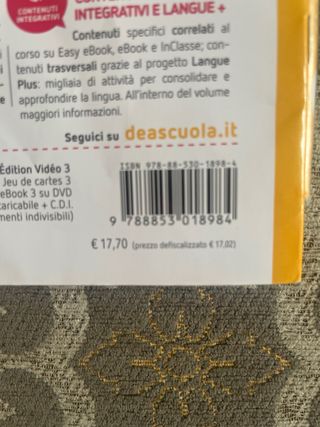 CONTENUTI
INTEGRATIVI
INTEGRATIVI E LANGUE +
Contenuti specifici correlati al
corso su Easy eBook, eBook e InClasse; con-
tenuti trasversali grazie al progetto Langue
Plus: migliaia di attività per consolidare e
approfondire la lingua. All'interno del volume
maggiori informazioni.
Seguici su deascuola.it
Édition Vidéo 3
Jeu de cartes 3
eBook 3 su DVD
caricabile + C.D.I.
menti indivisibili)
ISBN 978-88-530-1898-4
9 788853 018984
€ 17,70 (prezzo defiscalizzato € 17,02)